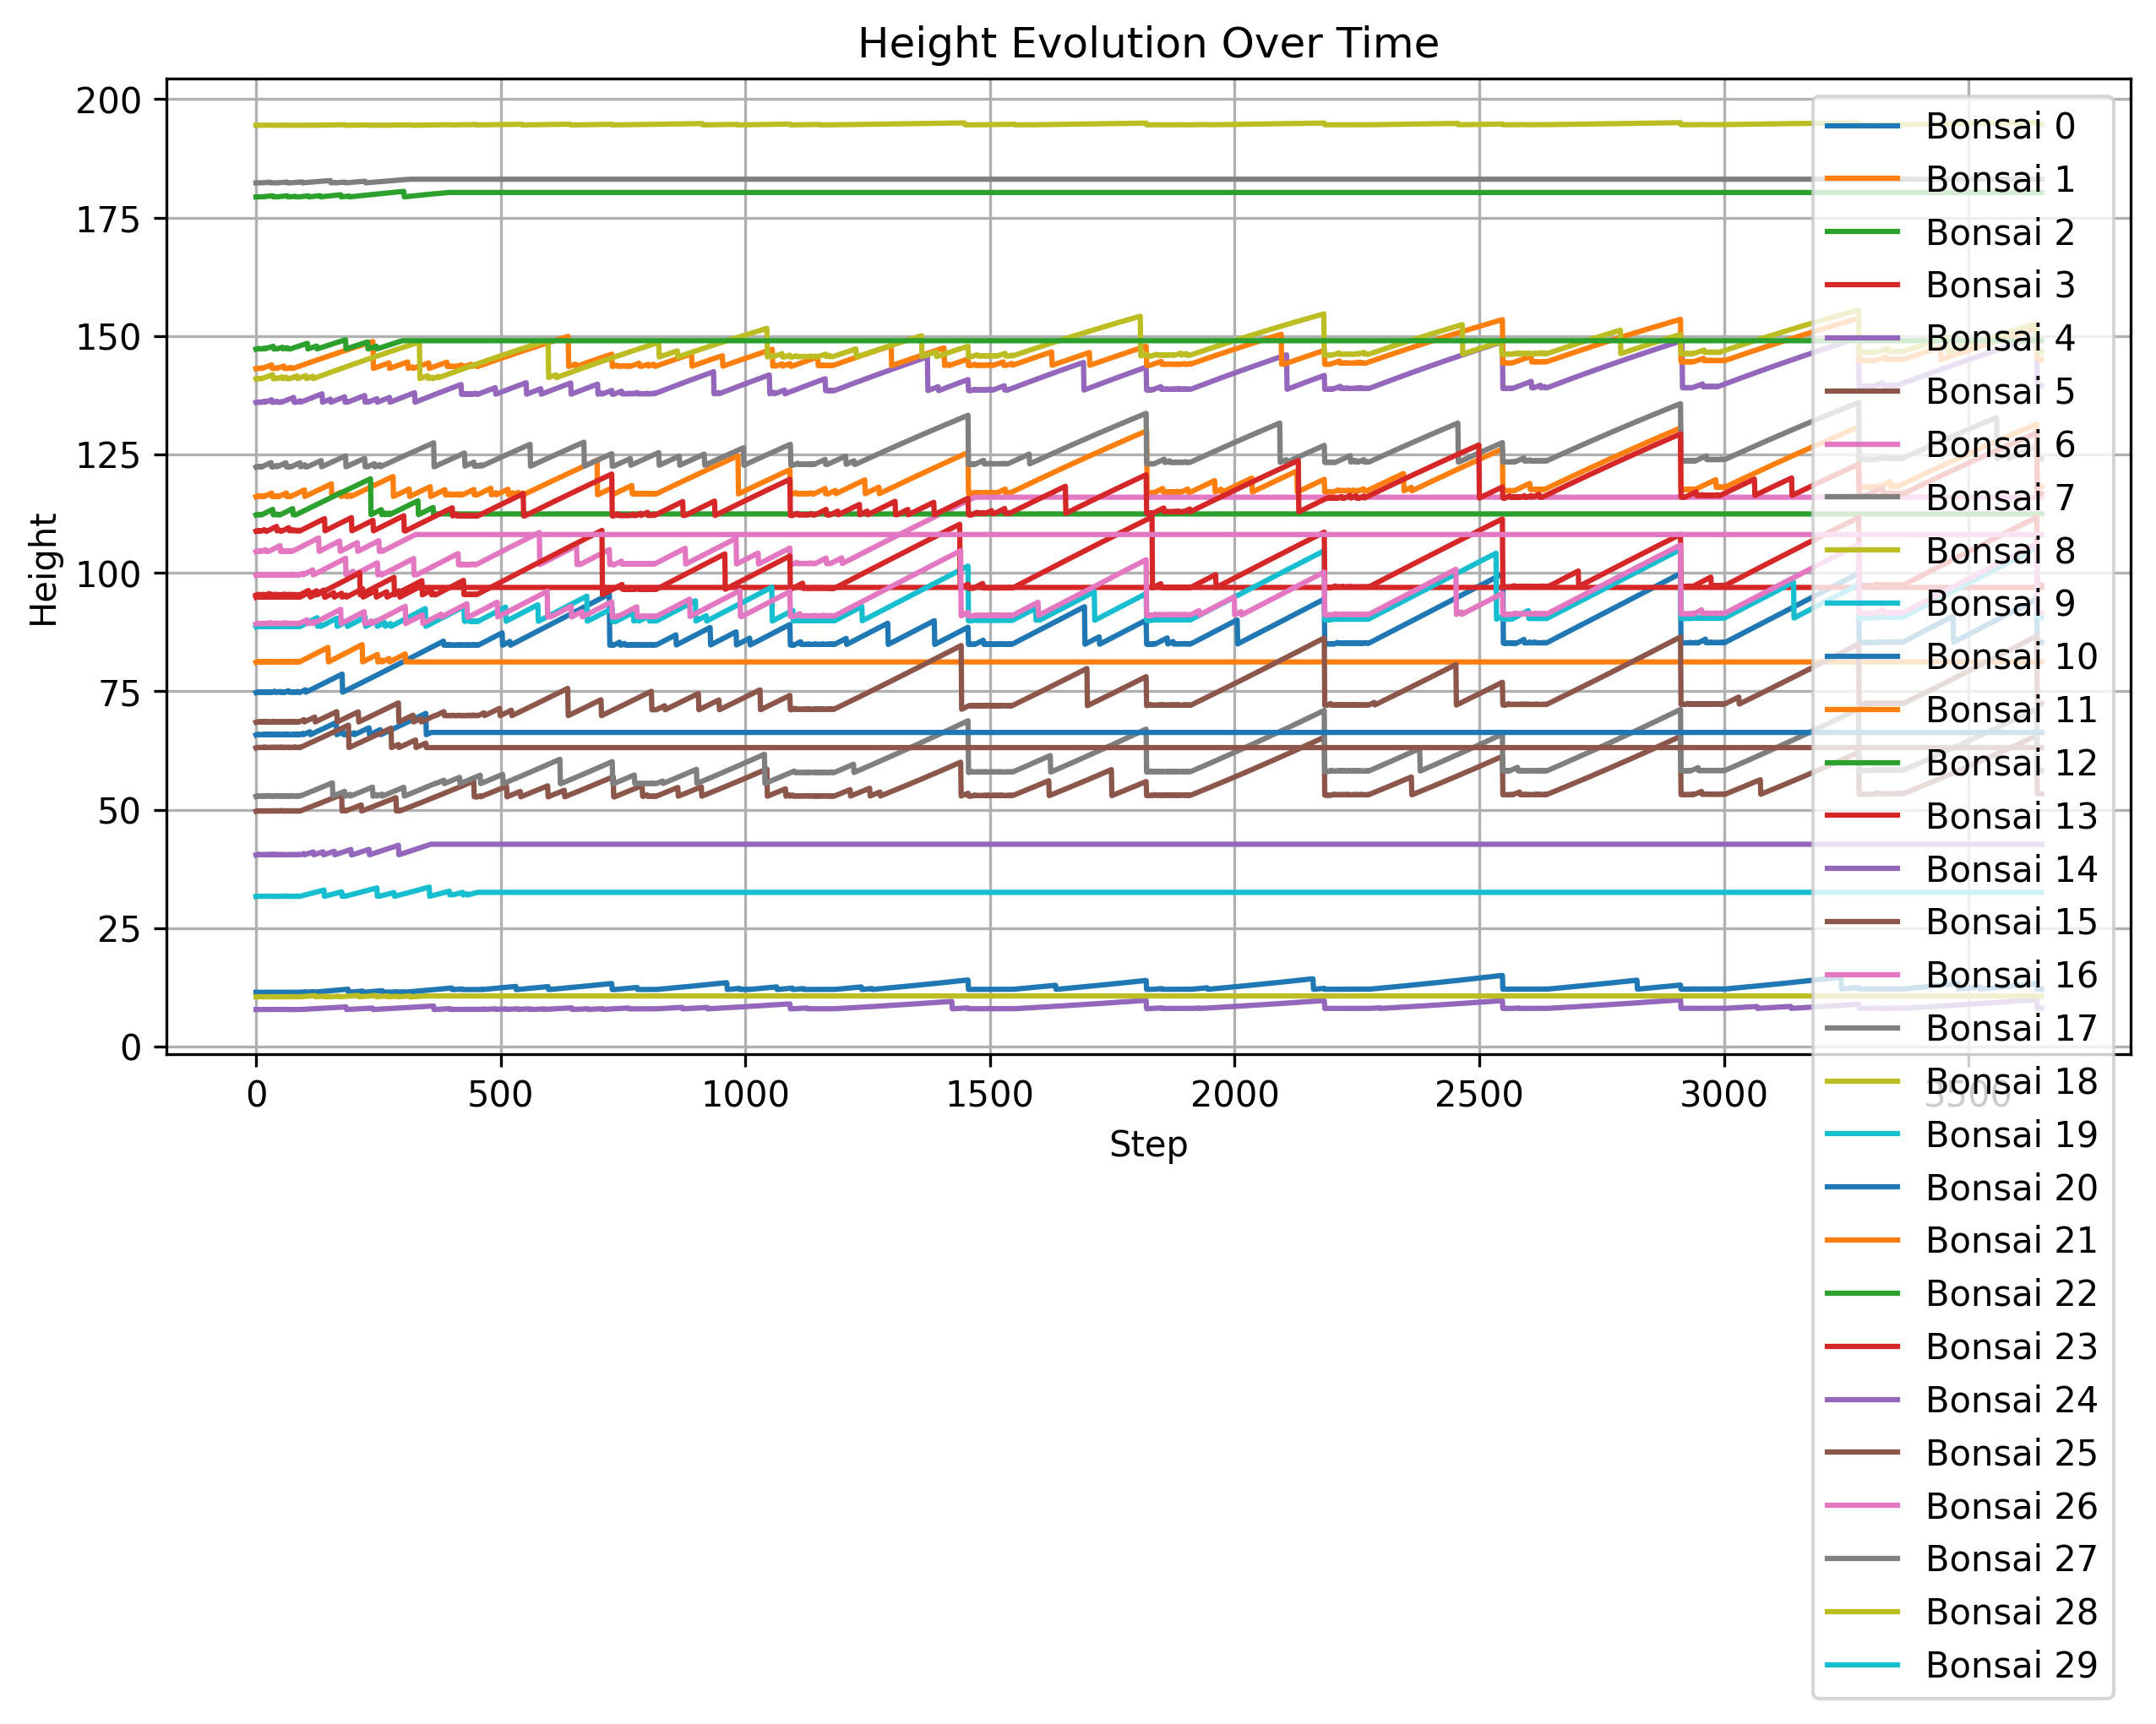 Height Evolution Over Time
200
175
150
125
100
75
50
25
0
Height
0
500
1000
1500
2000
2500
3000
3500
Step
Bonsai 0
Bonsai 1
Bonsai 2
Bonsai 3
Bonsai 4
Bonsai 5
Bonsai 6
Bonsai 7
Bonsai 8
Bonsai 9
Bonsai 10
Bonsai 11
Bonsai 12
Bonsai 13
Bonsai 14
Bonsai 15
Bonsai 16
Bonsai 17
Bonsai 18
Bonsai 19
Bonsai 20
Bonsai 21
Bonsai 22
Bonsai 23
Bonsai 24
Bonsai 25
Bonsai 26
Bonsai 27
Bonsai 28
Bonsai 29